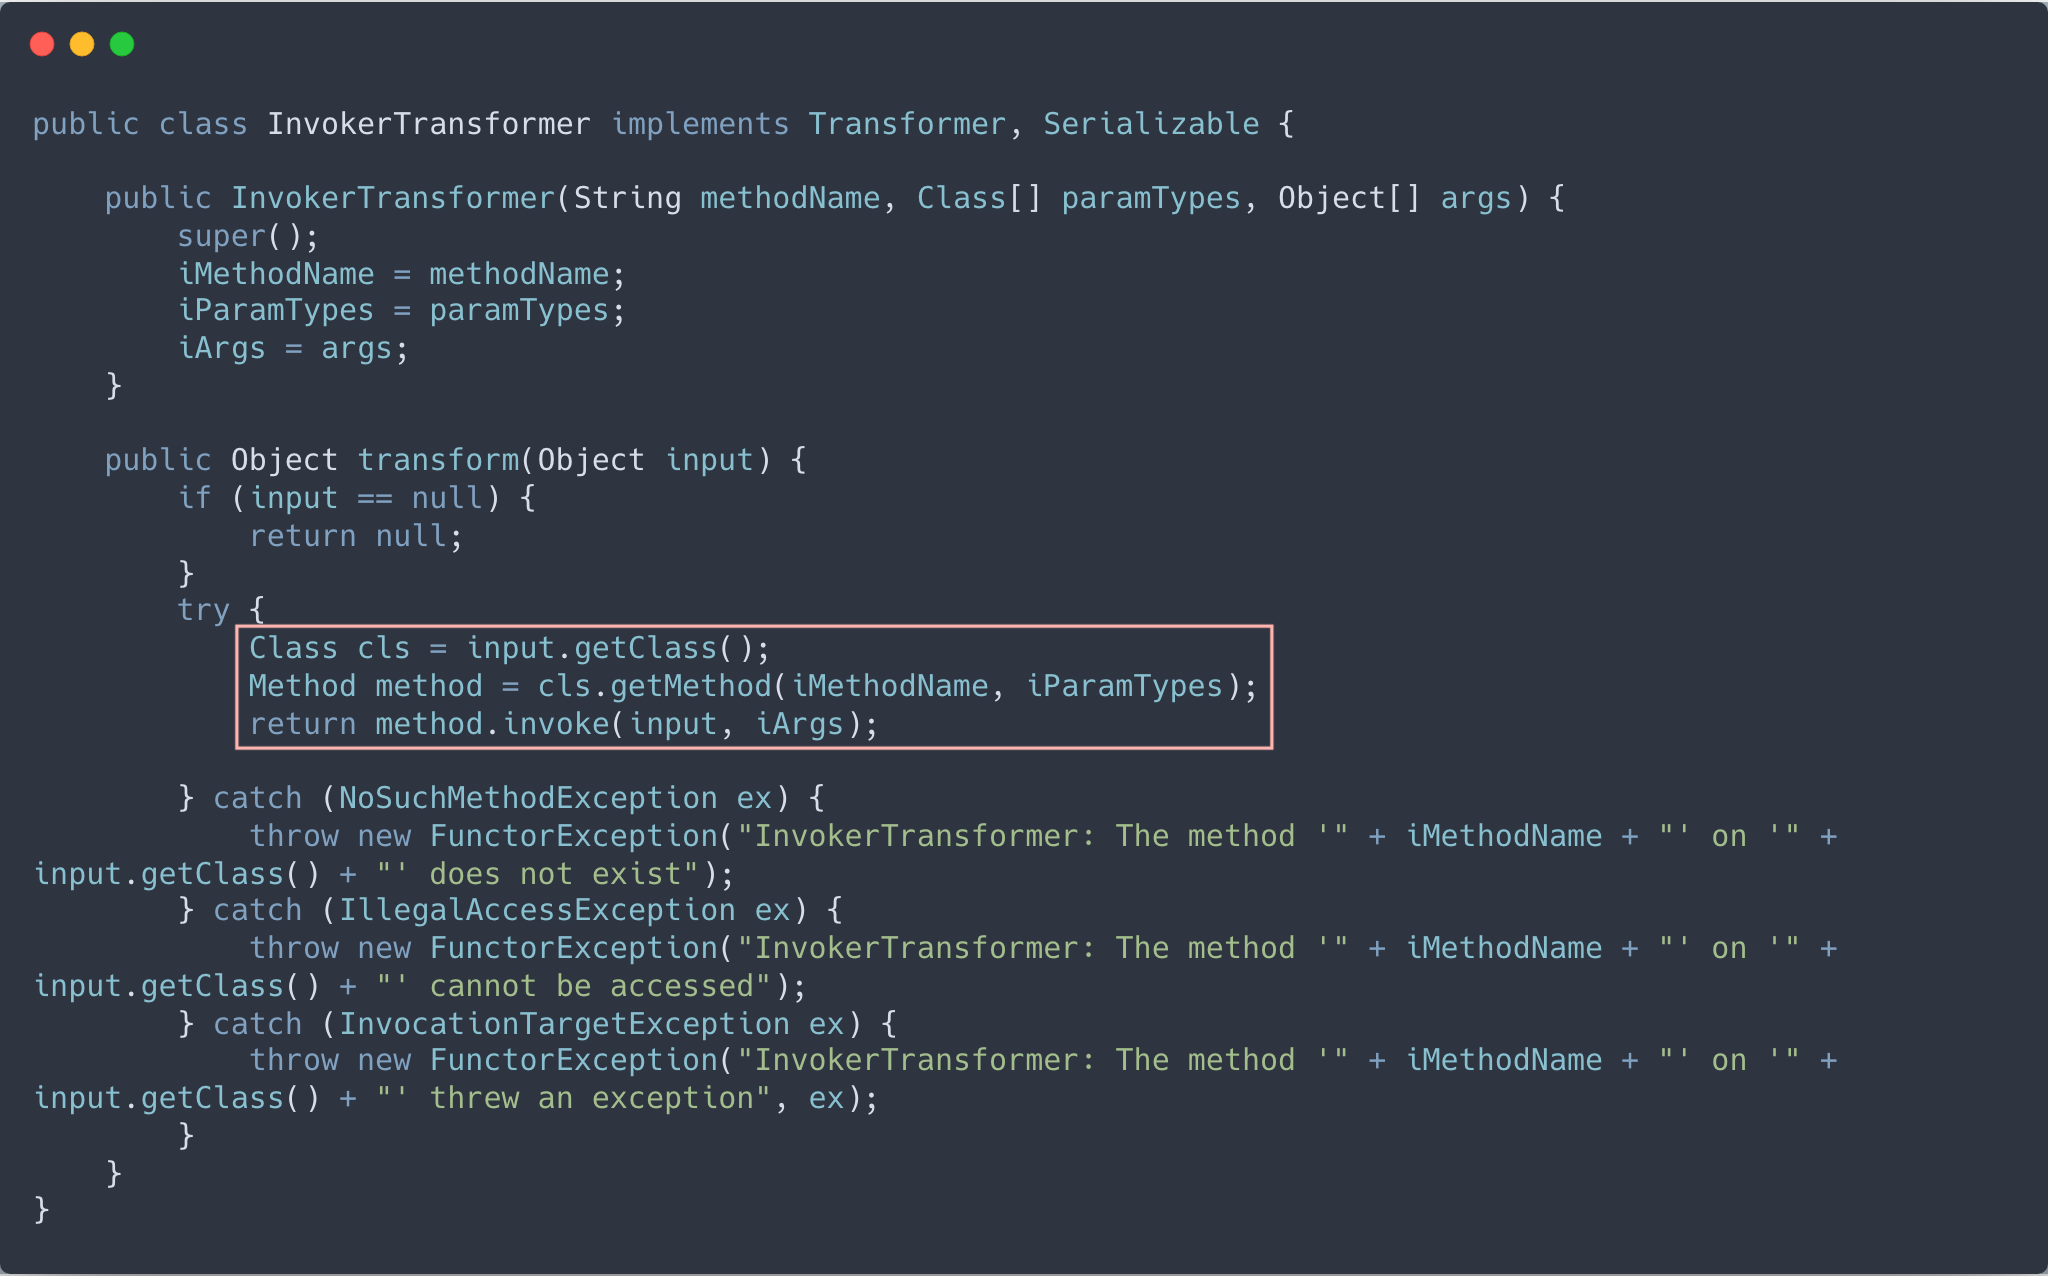 public class InvokerTransformer implements Transformer, Serializable {
    public InvokerTransformer(String methodName, Class[] paramTypes, Object[] args) {
        super();
        iMethodName = methodName;
        iParamTypes = paramTypes;
        iArgs = args;
    }
    public Object transform(Object input) {
        if (input == null) {
            return null;
        }
        try {
            Class cls = input.getClass();
            Method method = cls.getMethod(iMethodName, iParamTypes);
            return method.invoke(input, iArgs);
        } catch (NoSuchMethodException ex) {
            throw new FunctorException("InvokerTransformer: The method '" + iMethodName + "' on '" +
input.getClass() + "' does not exist");
        } catch (IllegalAccessException ex) {
            throw new FunctorException("InvokerTransformer: The method '" + iMethodName + "' on '" +
input.getClass() + "' cannot be accessed");
        } catch (InvocationTargetException ex) {
            throw new FunctorException("InvokerTransformer: The method '" + iMethodName + "' on '" +
input.getClass() + "' threw an exception", ex);
        }
    }
}